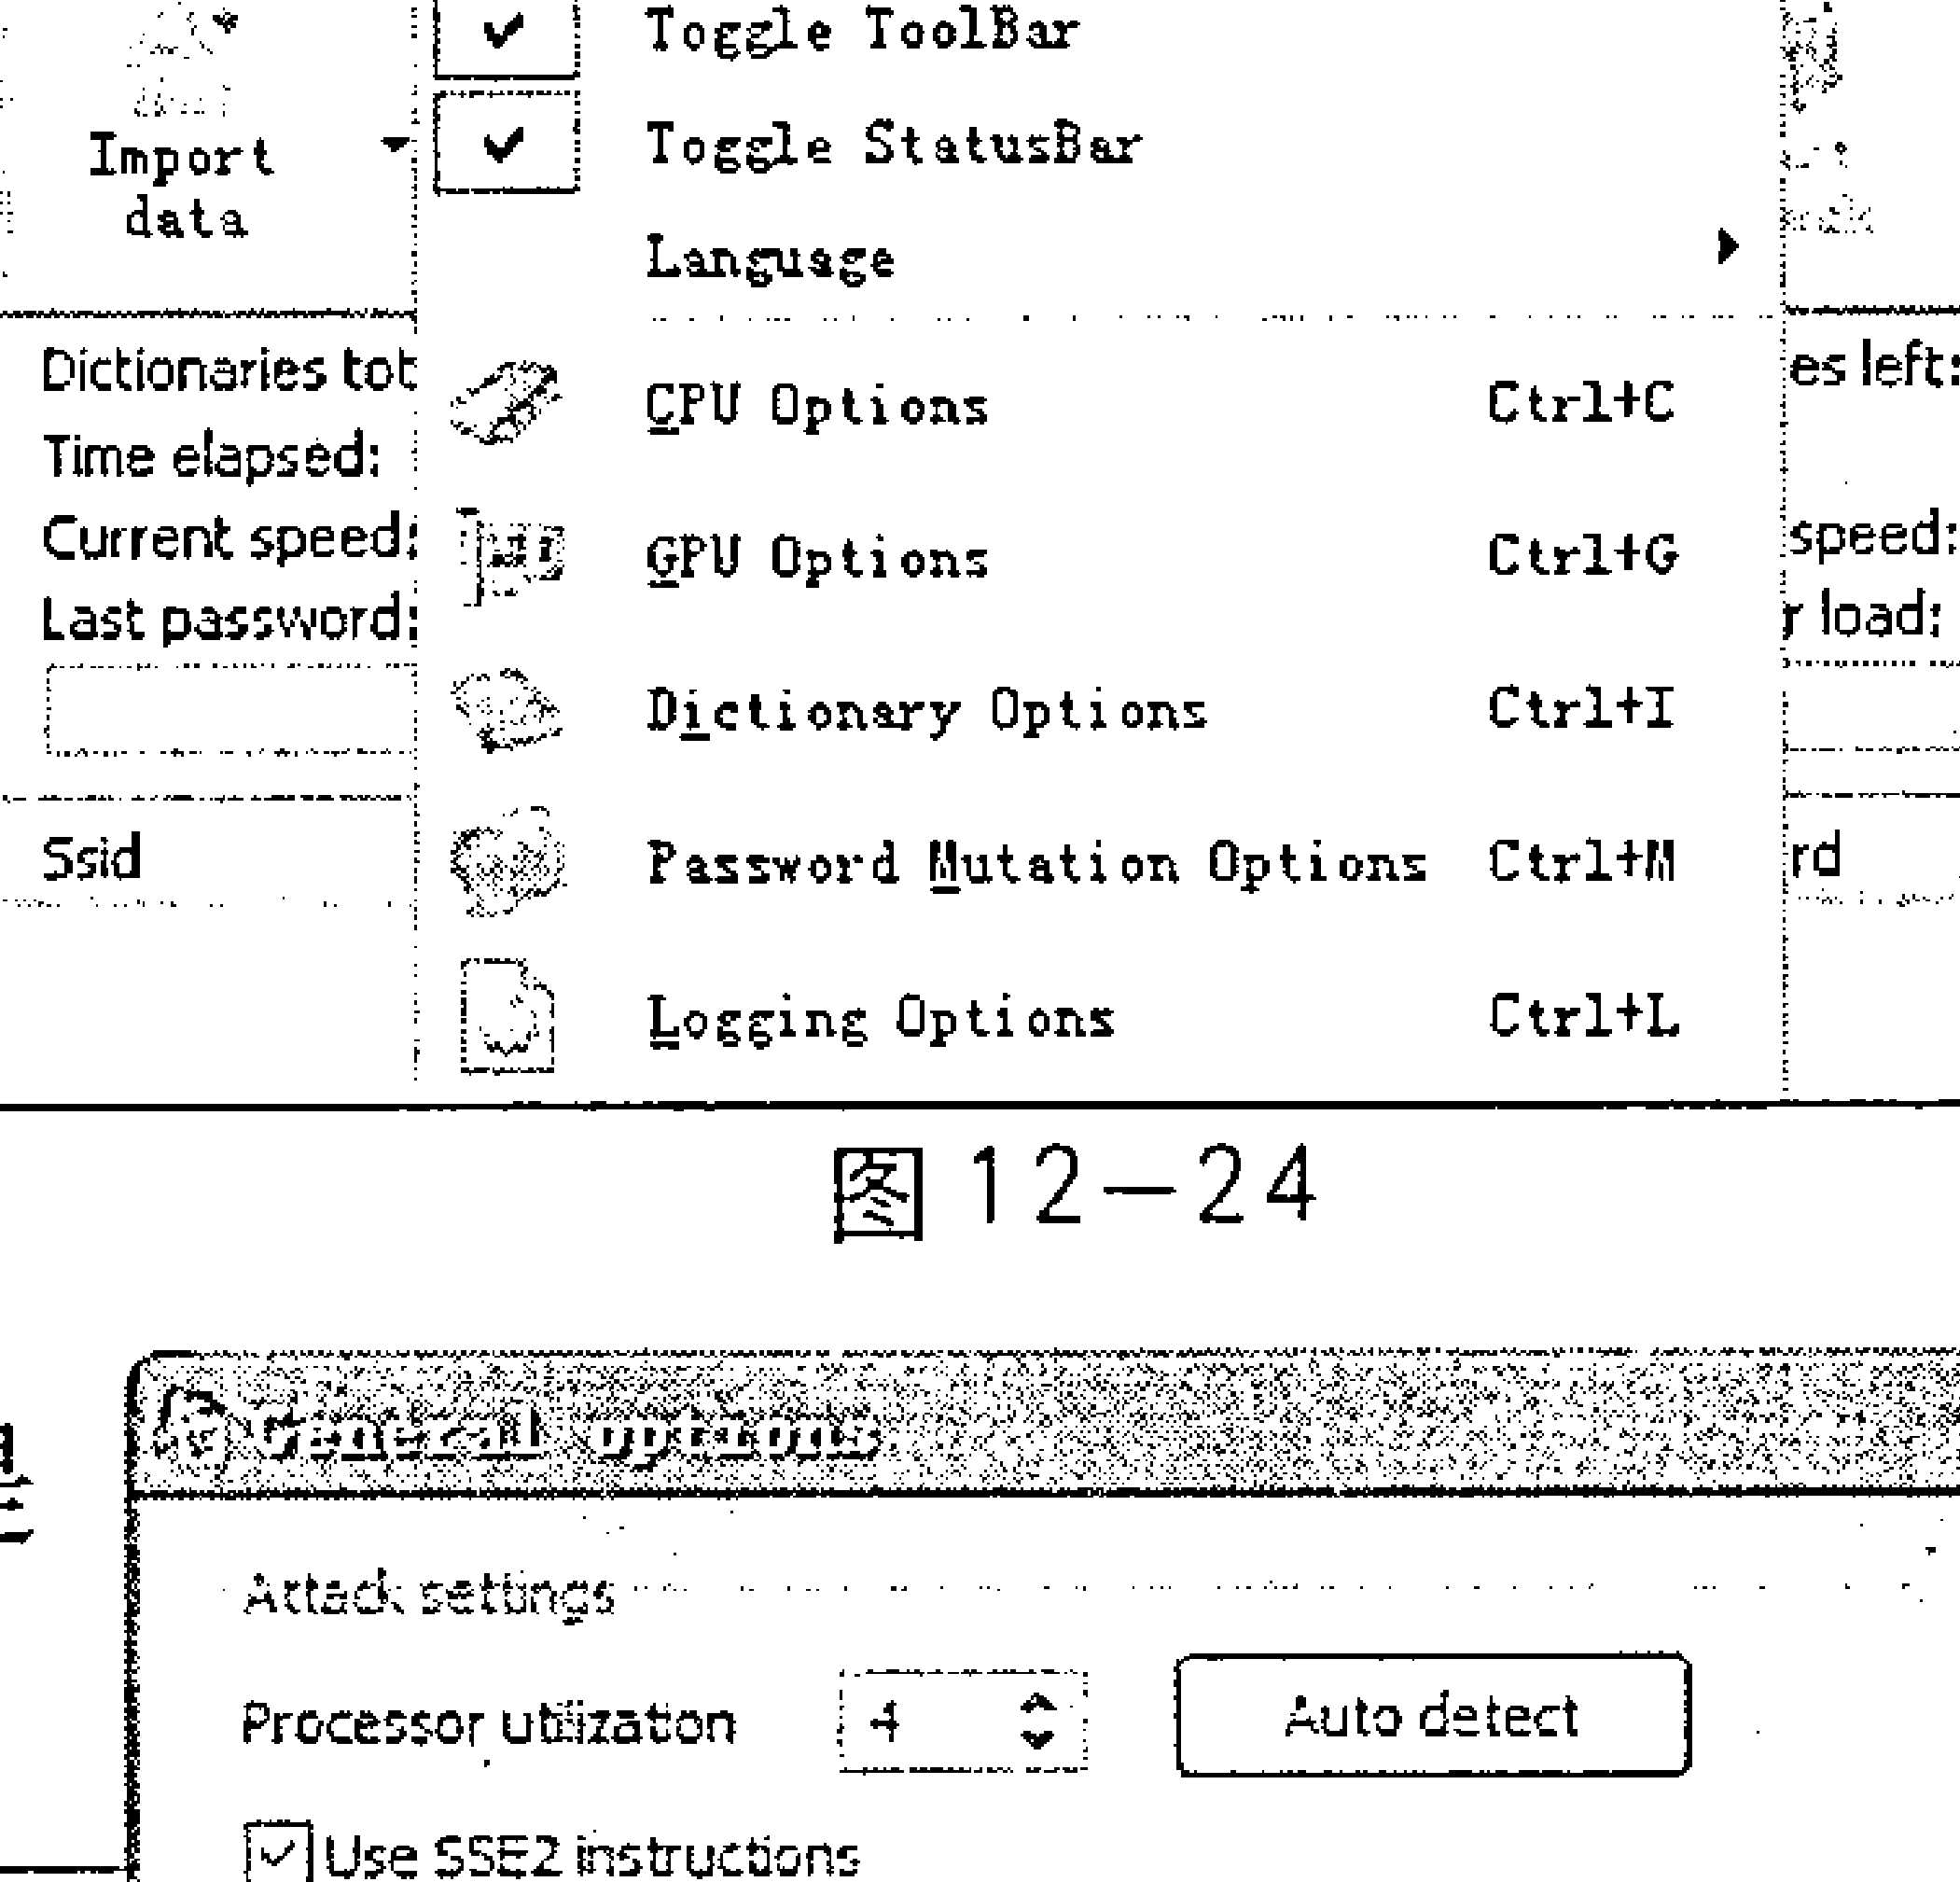 Toggle ToolBar
Import
data
Toggle StatusBar
Language
Dictionaries tot
es left:
CPU Options Ctrl+C
Time elapsed:
Current speed:
speed:
GPU Options Ctrl+G
Last password:
r load:
Dictionary Options Ctrl+I
Ssid
rd
Password Mutation Options Ctrl+M
Logging Options Ctrl+L
图 12-24
General options
Attack settings
Processor utilization 4 Auto detect
Use SSE2 instructions